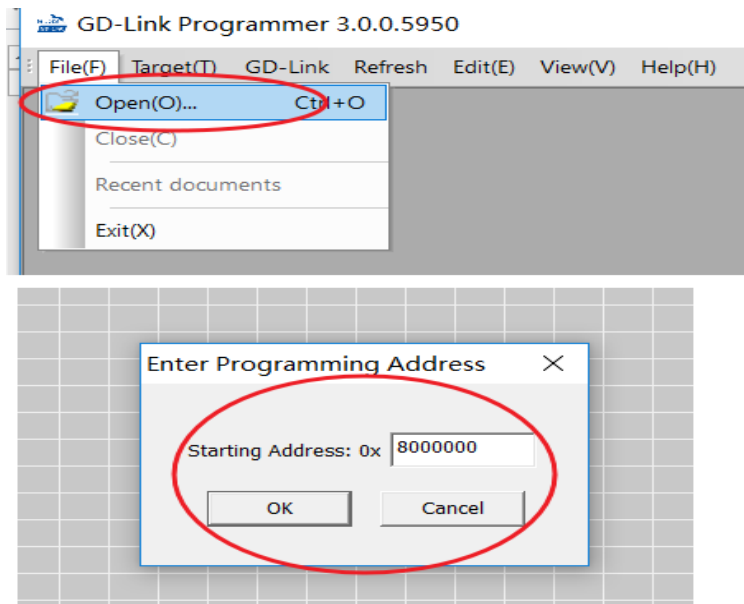 GD-Link Programmer 3.0.0.5950
File(F) Target(T) GD-Link Refresh Edit(E) View(V) Help(H)
Open(O)... Ctrl+O
Close(C)
Recent documents
Exit(X)
Enter Programming Address
Starting Address: 0x 8000000
OK Cancel